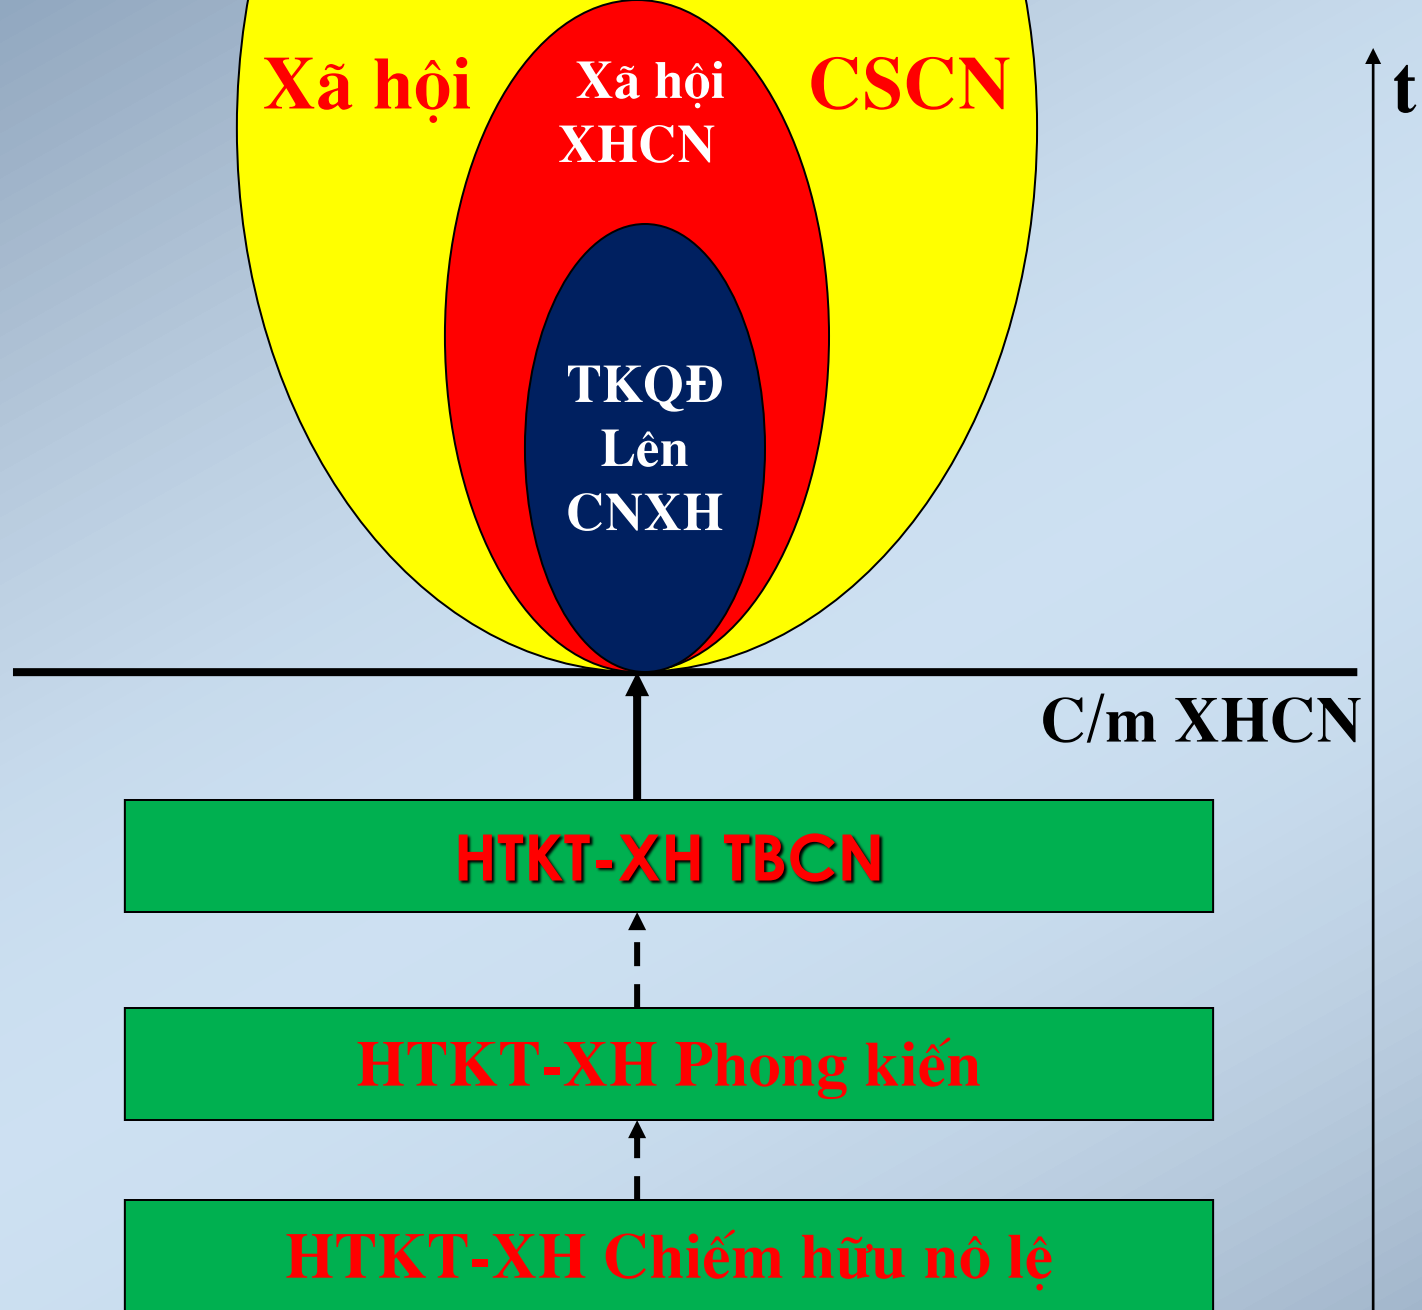 Xã hội
Xã hội
XHCN
CSCN
t
TKQĐ
Lên
CNXH
C/m XHCN
HTKT-XH TBCN
HTKT-XH Phong kiến
HTKT-XH Chiếm hữu nô lệ